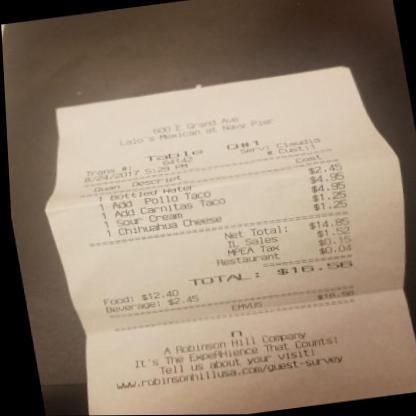 600 E Grand Ave
Lalo's Mexican at Navy Pier
Table
Trans #: 64142 Serv: Claudia
8/24/2017 5:29 PM # Cust:1
Quan Descript Cost
1 Bottled Water $2.45
1 Add Pollo Taco $4.95
1 Add Carnitas Taco $4.95
1 Sour Cream $1.25
1 Chihuahua Cheese $1.25
Net Total: $14.85
IL Sales $1.52
MPEA Tax $0.15
Restaurant $0.04
TOTAL: $16.56
Food: $12.40
Beverage: $2.45
$16.56
A Robinson Hill Company
It's The ExpeRHience That Counts!
Tell us about your visit!
www.robinsonhillusa.com/guest-survey